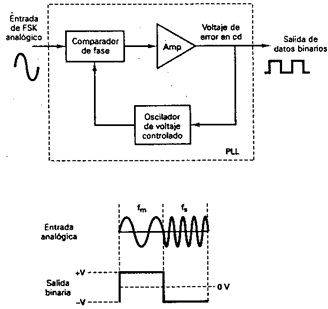 Entrada
de FSK
analógico
Comparador
de fase
Amp
Voltaje de
error en cd
Salida de
datos binarios
Oscilador
de voltaje
controlado
PLL
fm
fs
Entrada
analógica
Salida
binaria
+V
0 V
–V